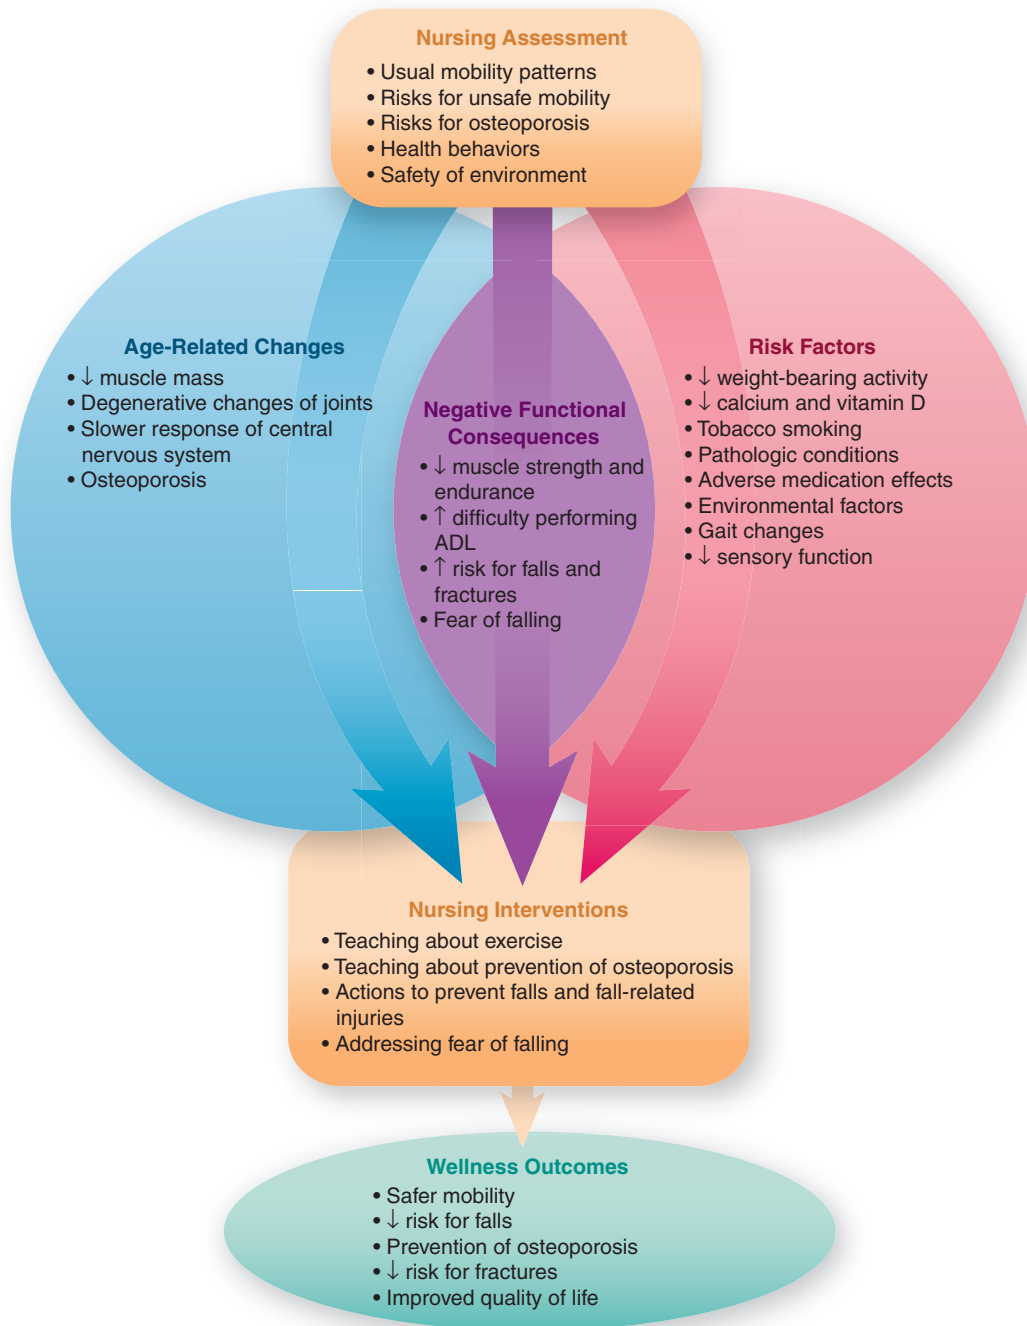 Nursing Assessment
• Usual mobility patterns
• Risks for unsafe mobility
• Risks for osteoporosis
• Health behaviors
• Safety of environment
Age-Related Changes
• ↓ muscle mass
• Degenerative changes of joints
• Slower response of central
nervous system
• Osteoporosis
Negative Functional
Consequences
• ↓ muscle strength and
endurance
• ↑ difficulty performing
ADL
• ↑ risk for falls and
fractures
• Fear of falling
Risk Factors
• ↓ weight-bearing activity
• ↓ calcium and vitamin D
• Tobacco smoking
• Pathologic conditions
• Adverse medication effects
• Environmental factors
• Gait changes
• ↓ sensory function
Nursing Interventions
• Teaching about exercise
• Teaching about prevention of osteoporosis
• Actions to prevent falls and fall-related
injuries
• Addressing fear of falling
Wellness Outcomes
• Safer mobility
• ↓ risk for falls
• Prevention of osteoporosis
• ↓ risk for fractures
• Improved quality of life